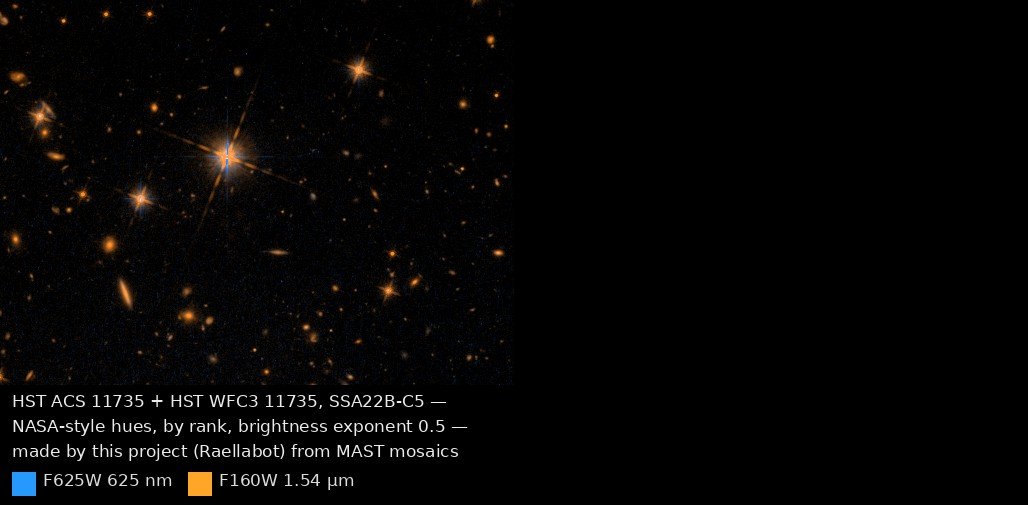 HST ACS 11735 + HST WFC3 11735, SSA22B-C5 —
NASA-style hues, by rank, brightness exponent 0.5 —
made by this project (Raellabot) from MAST mosaics
F625W 625 nm F160W 1.54 µm